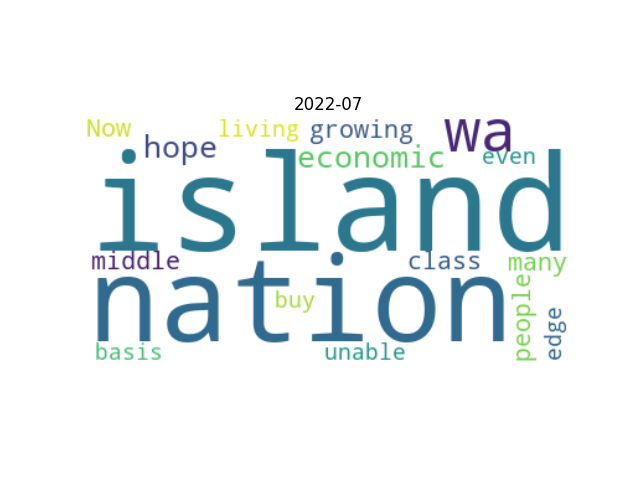 2022-07
Now living growing wa
hope economic even
island
middle class many
nation
buy
people
edge
basis unable